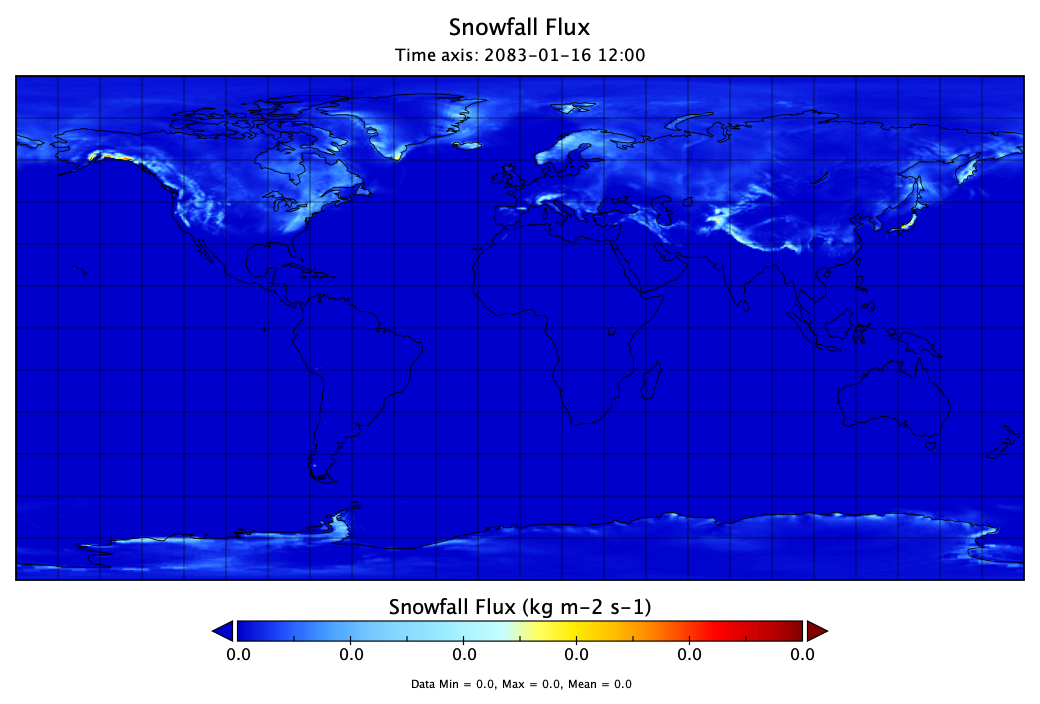 Snowfall Flux
Time axis: 2083-01-16 12:00
Snowfall Flux (kg m-2 s-1)
0.0 0.0 0.0 0.0 0.0 0.0
Data Min = 0.0, Max = 0.0, Mean = 0.0